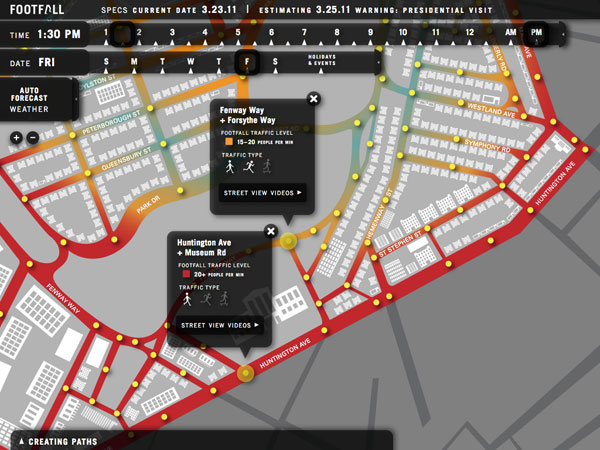 FOOTFALL SPECS CURRENT DATE 3.23.11 | ESTIMATING 3.25.11 WARNING: PRESIDENTIAL VISIT
TIME 1:30 PM 1 2 3 4 5 6 7 8 9 10 11 12 AM PM
DATE FRI S M T W T F S HOLIDAYS & EVENTS
AUTO
FORECAST
WEATHER
BOYLSTON ST
PETERBOROUGH ST
QUEENSBURY ST
PARK DR
Fenway Way
+ Forsythe Way
FOOTFALL TRAFFIC LEVEL
15-20 PEOPLE PER MIN
TRAFFIC TYPE
STREET VIEW VIDEOS
WESTLAND AVE
SYMPHONY RD
HUNTINGTON AVE
HEMENWAY ST
ST STEPHEN ST
Huntington Ave
+ Museum Rd
FOOTFALL TRAFFIC LEVEL
20+ PEOPLE PER MIN
TRAFFIC TYPE
STREET VIEW VIDEOS
FENWAY WAY
HUNTINGTON AVE
CREATING PATHS